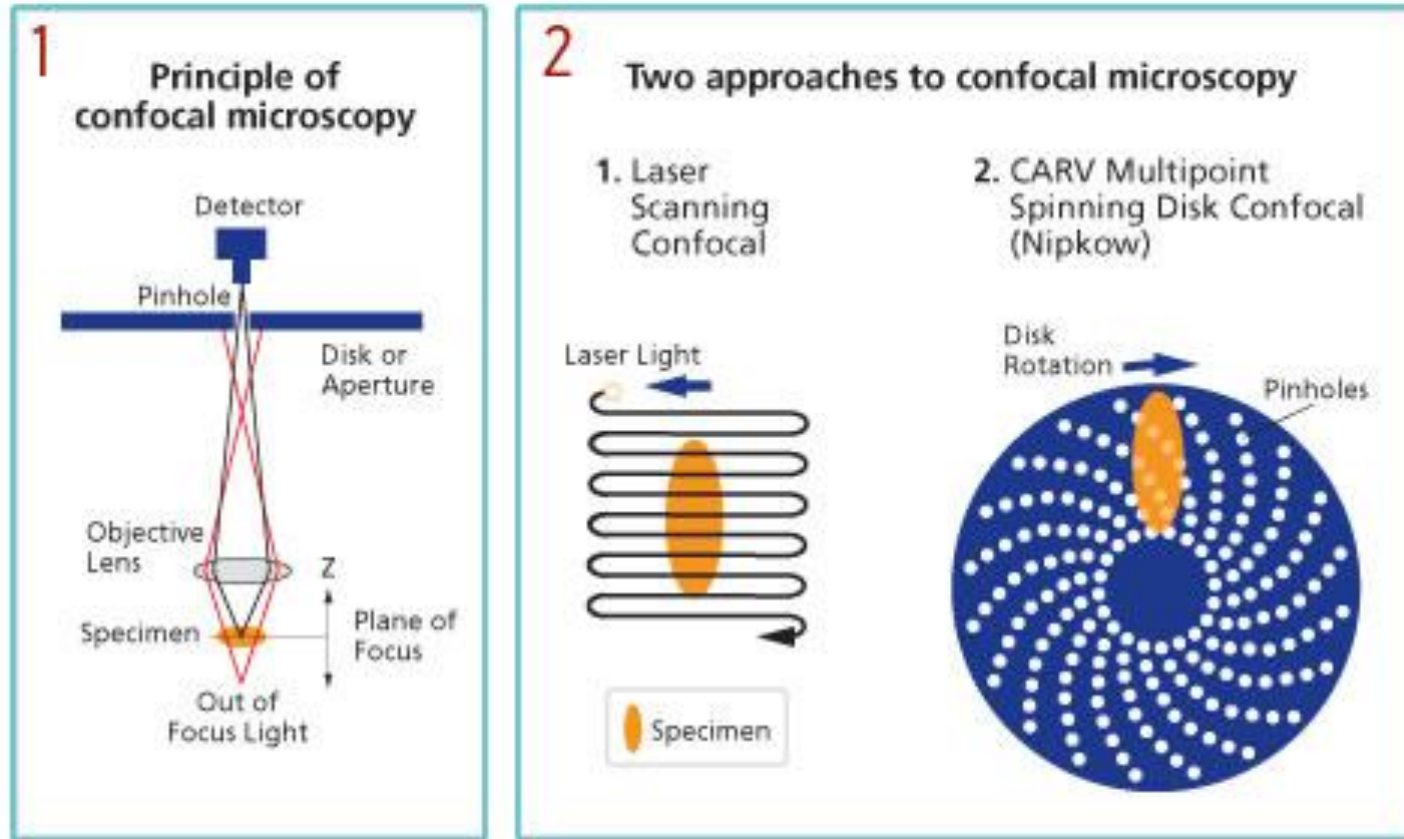 1
Principle of
confocal microscopy
Detector
Pinhole
Disk or
Aperture
Objective
Lens
Z
Specimen
Plane of
Focus
Out of
Focus Light
2
Two approaches to confocal microscopy
1. Laser
Scanning
Confocal
Laser Light
Specimen
2. CARV Multipoint
Spinning Disk Confocal
(Nipkow)
Disk
Rotation
Pinholes